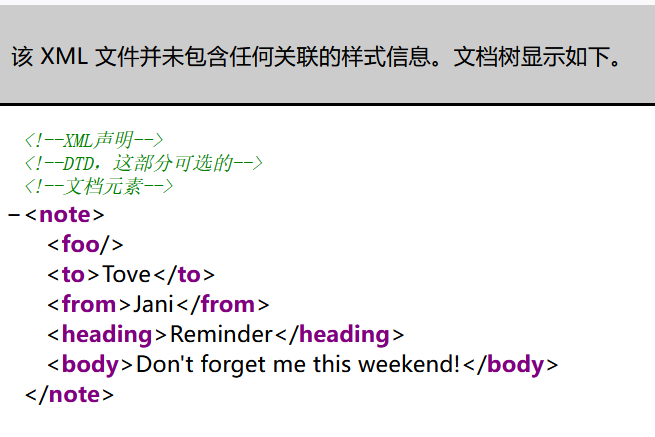 该 XML 文件并未包含任何关联的样式信息。文档树显示如下。
<!--XML声明-->
<!--DTD，这部分可选的-->
<!--文档元素-->
–<note>
<foo/>
<to>Tove</to>
<from>Jani</from>
<heading>Reminder</heading>
<body>Don't forget me this weekend!</body>
</note>